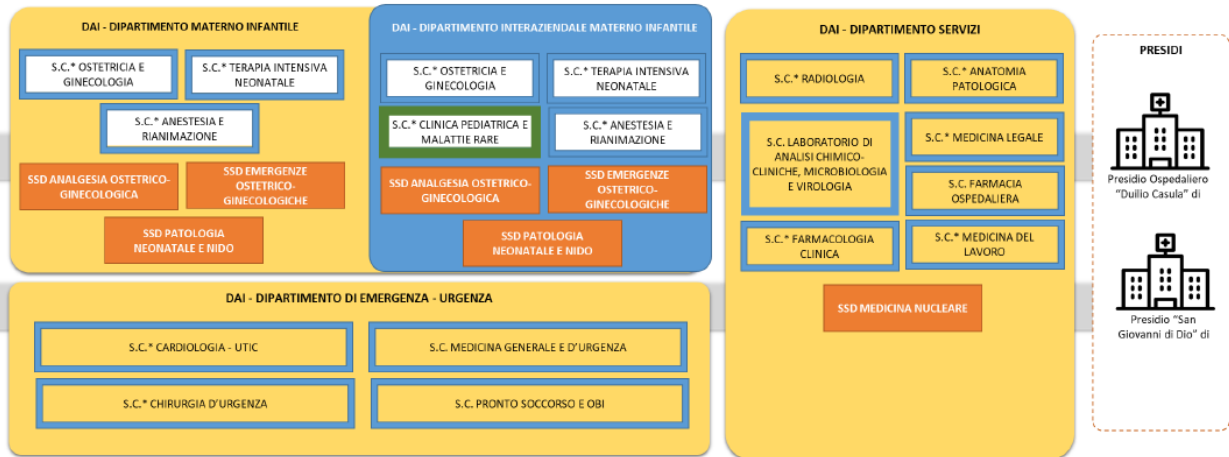 DAI - DIPARTIMENTO MATERNO INFANTILE
S.C.* OSTETRICIA E
GINECOLOGIA
S.C.* TERAPIA INTENSIVA
NEONATALE
S.C.* ANESTESIA E
RIANIMAZIONE
SSD ANALGESIA OSTETRICO-
GINECOLOGICA
SSD EMERGENZE
OSTETRICO-
GINECOLOGICHE
SSD PATOLOGIA
NEONATALE E NIDO
DAI - DIPARTIMENTO INTERAZIENDALE MATERNO INFANTILE
S.C.* OSTETRICIA E
GINECOLOGIA
S.C.* TERAPIA INTENSIVA
NEONATALE
S.C.* CLINICA PEDIATRICA E
MALATTIE RARE
S.C.* ANESTESIA E
RIANIMAZIONE
SSD ANALGESIA OSTETRICO-
GINECOLOGICA
SSD EMERGENZE
OSTETRICO-
GINECOLOGICHE
SSD PATOLOGIA
NEONATALE E NIDO
DAI - DIPARTIMENTO DI EMERGENZA - URGENZA
S.C.* CARDIOLOGIA - UTIC
S.C. MEDICINA GENERALE E D'URGENZA
S.C.* CHIRURGIA D'URGENZA
S.C. PRONTO SOCCORSO E OBI
DAI - DIPARTIMENTO SERVIZI
S.C.* RADIOLOGIA
S.C.* ANATOMIA
PATOLOGICA
S.C. LABORATORIO DI
ANALISI CHIMICO-
CLINICHE, MICROBIOLOGIA
E VIROLOGIA
S.C.* MEDICINA LEGALE
S.C. FARMACIA
OSPEDALIERA
S.C.* FARMACOLOGIA
CLINICA
S.C.* MEDICINA DEL
LAVORO
SSD MEDICINA NUCLEARE
PRESIDI
Presidio Ospedaliero
"Duilio Casula" di
Presidio "San
Giovanni di Dio" di